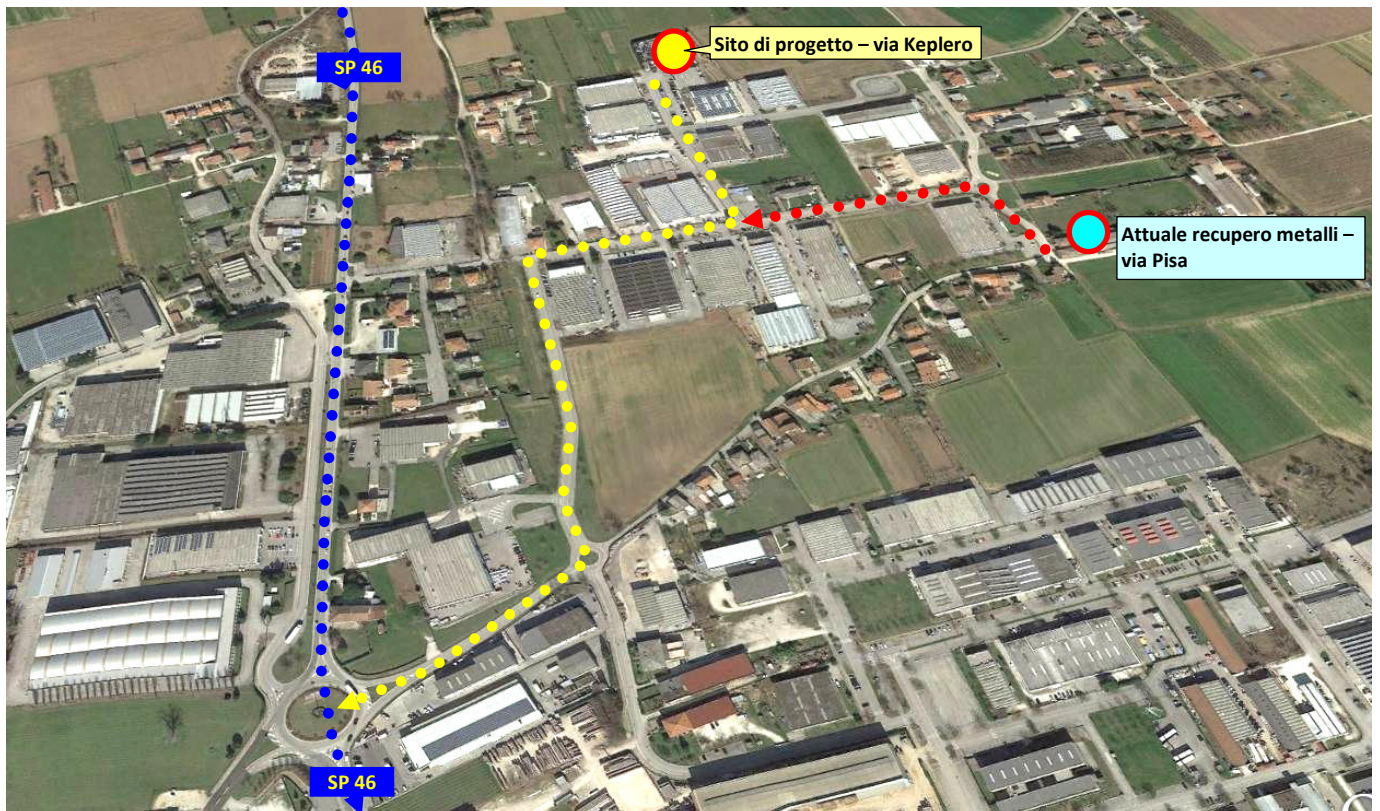 SP 46
Sito di progetto – via Keplero
Attuale recupero metalli –
via Pisa
SP 46